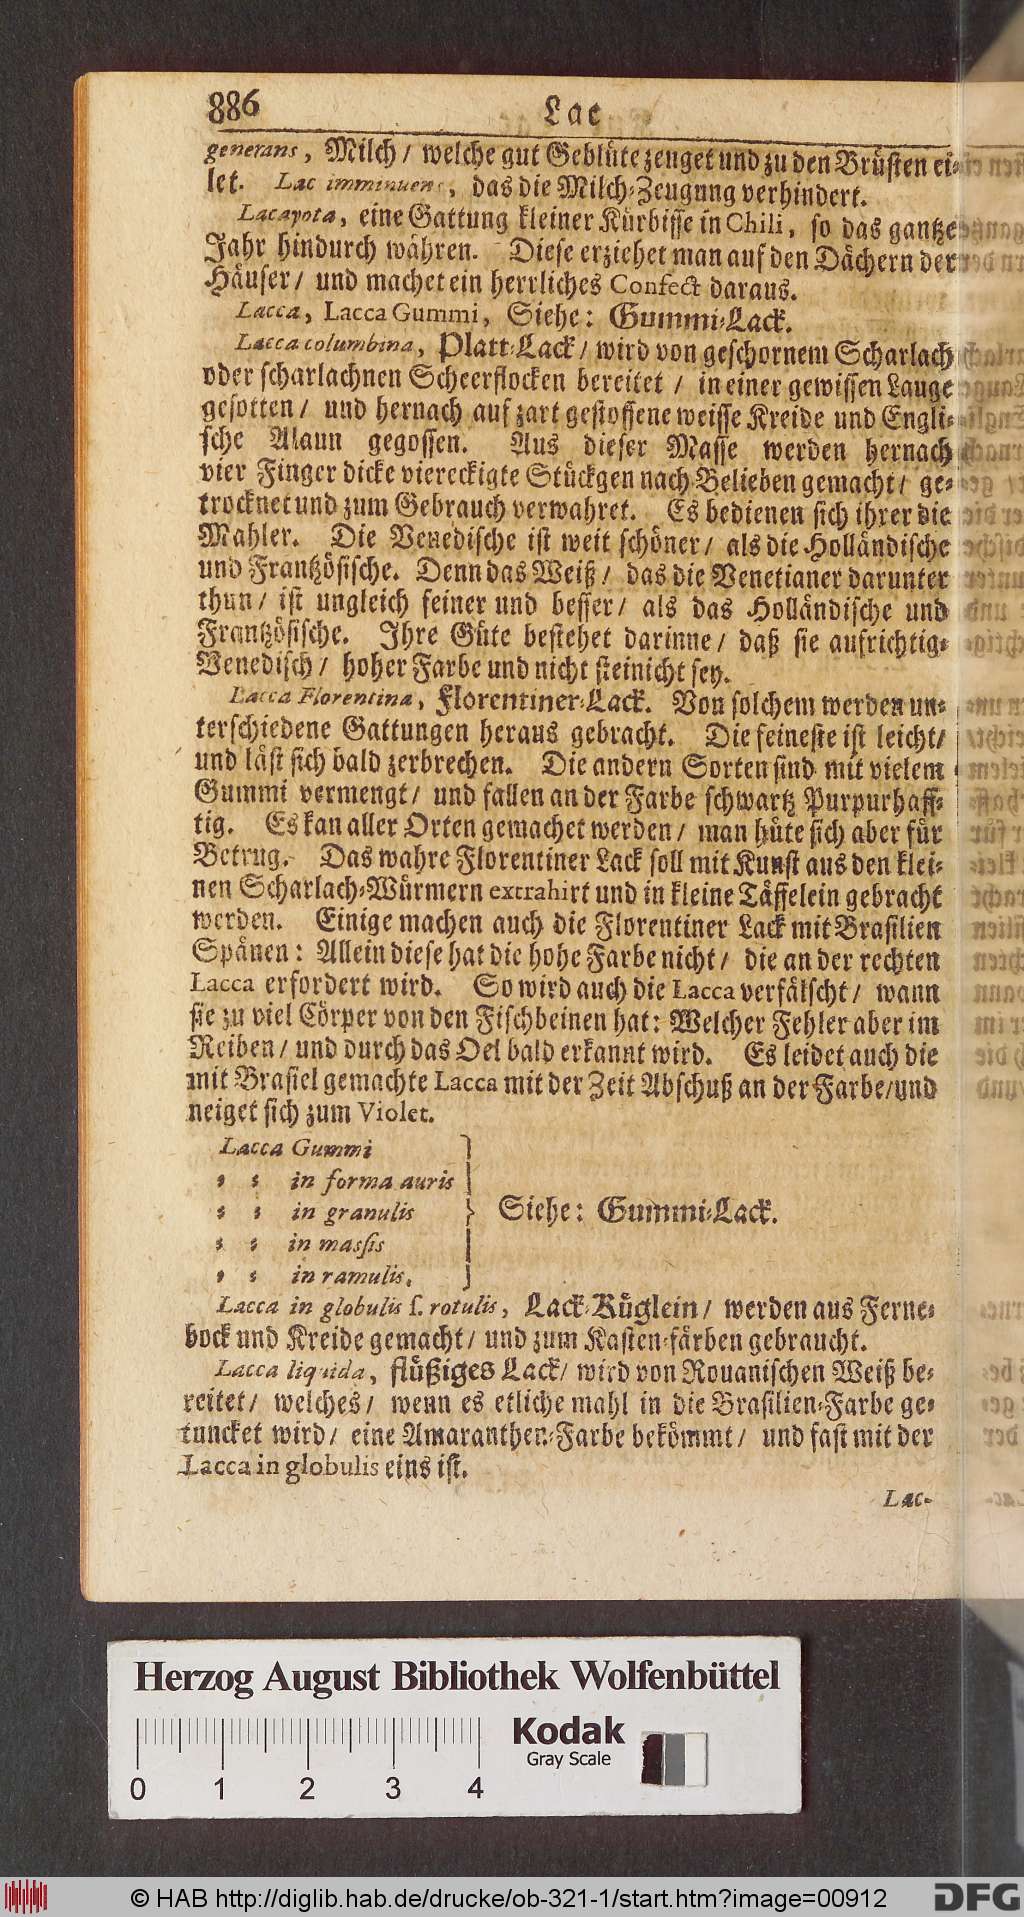 886 Lac
generans, Milch / welche gut Geblüte zeuget und zu den Brüsten ei-
let. Lac imminuens, das die Milch-Zeugung verhindert.
Lacayota, eine Gattung kleiner Kürbisse in Chili, so das gantze
Jahr hindurch währen. Diese erziehet man auf den Dächern der
Häuser / und machet ein herrliches Confect daraus.
Lacca, Lacca Gummi, Siehe: Gummi-Lack.
Lacca columbina, Platt-Lack / wird von geschornem Scharlach
oder scharlachnen Scheerflocken bereitet / in einer gewissen Lauge
gesotten / und hernach auf zart gestossene weisse Kreide und Engli-
sche Alaun gegossen. Aus dieser Masse werden hernach
vier Finger dicke viereckigte Stückgen nach Belieben gemacht / ge-
trocknet und zum Gebrauch verwahret. Es bedienen sich ihrer die
Mahler. Die Venedische ist weit schöner / als die Holländische
und Frantzösische. Denn das Weiß / das die Venetianer darunter
thun / ist ungleich feiner und besser / als das Holländische und
Frantzösische. Ihre Güte bestehet darinne / daß sie aufrichtig-
Venedisch / hoher Farbe und nicht steinicht sey.
Lacca Florentina, Florentiner-Lack. Von solchem werden un-
terschiedene Gattungen heraus gebracht. Die feineste ist leicht /
und läst sich bald zerbrechen. Die andern Sorten sind mit vielem
Gummi vermengt / und fallen an der Farbe schwartz Purpurhaff-
tig. Es kan aller Orten gemachet werden / man hüte sich aber für
Betrug. Das wahre Florentiner Lack soll mit Kunst aus den klei-
nen Scharlach-Würmern extrahirt und in kleine Täffelein gebracht
werden. Einige machen auch die Florentiner Lack mit Brasilien
Spänen: Allein diese hat die hohe Farbe nicht / die an der rechten
Lacca erfordert wird. So wird auch die Lacca verfälscht / wann
sie zu viel Cörper von den Fischbeinen hat: Welcher Fehler aber im
Reiben / und durch das Oel bald erkannt wird. Es leidet auch die
mit Brasiel gemachte Lacca mit der Zeit Abschuß an der Farbe / und
neiget sich zum Violet.
Lacca Gummi
- - in forma auris
- - in granulis } Siehe: Gummi-Lack.
- - in massis
- - in ramulis.
Lacca in globulis s. rotulis, Lack-Küglein / werden aus Ferne-
bock und Kreide gemacht / und zum Kasten-färben gebraucht.
Lacca liquida, flüßiges Lack / wird von Rouanischen Weiß be-
reitet / welches / wenn es etliche mahl in die Brasilien-Farbe ge-
tuncket wird / eine Amaranthen-Farbe bekömmt / und fast mit der
Lacca in globulis eins ist.
Lac-
Herzog August Bibliothek Wolfenbüttel
0 1 2 3 4
Kodak
Gray Scale
© HAB http://diglib.hab.de/drucke/ob-321-1/start.htm?image=00912
DFG